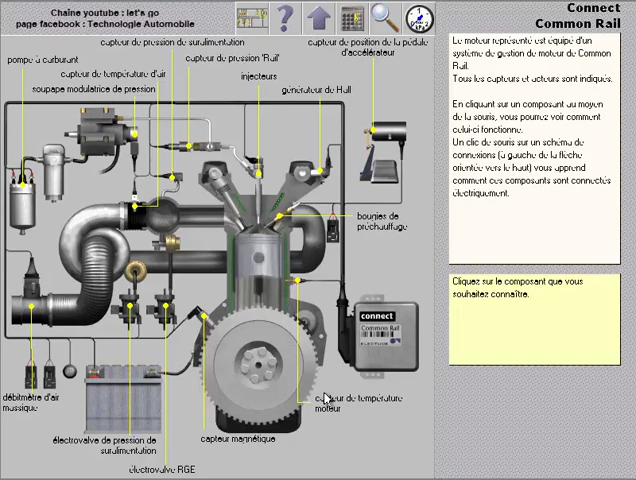 Chaîne youtube : let's go
page facebook : Technologie Automobile
Connect
Common Rail
capteur de pression de suralimentation
capteur de position de la pédale
d'accélérateur
pompe à carburant
capteur de pression 'Rail'
capteur de température d'air
injecteurs
soupape modulatrice de pression
générateur de Hall
Le moteur représenté est équipé d'un
système de gestion de moteur de Common
Rail.
Tous les capteurs et acteurs sont indiqués.
En cliquant sur un composant au moyen
de la souris, vous pourrez voir comment
celui-ci fonctionne.
Un clic de souris sur un schéma de
connexions (à gauche de la flèche
orientée vers le haut) vous apprend
comment ces composants sont connectés
électriquement.
bougies de
préchauffage
Cliquez sur le composant que vous
souhaitez connaître.
connect
Common Rail
débitmètre d'air
massique
capteur de température
moteur
électrovalve de pression de
suralimentation
capteur magnétique
électrovalve RGE